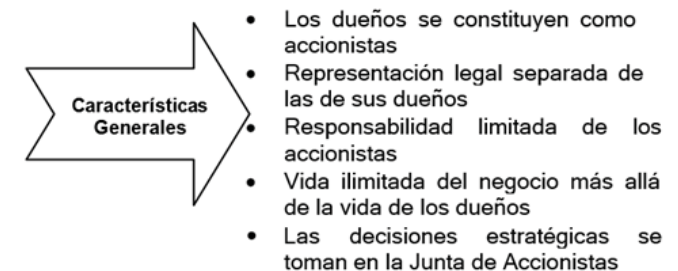 Características
Generales
• Los dueños se constituyen como
accionistas
• Representación legal separada de
las de sus dueños
• Responsabilidad limitada de los
accionistas
• Vida ilimitada del negocio más allá
de la vida de los dueños
• Las decisiones estratégicas se
toman en la Junta de Accionistas